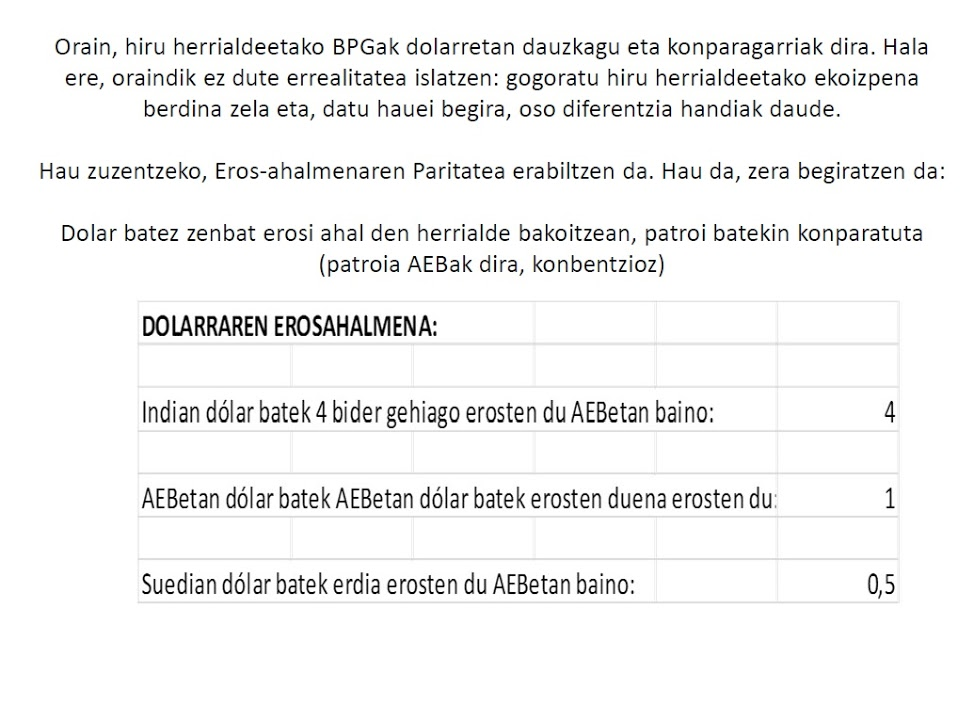 Orain, hiru herrialdeetako BPGak dolarretan dauzkagu eta konparagarriak dira. Hala
ere, oraindik ez dute errealitatea islatzen: gogoratu hiru herrialdeetako ekoizpena
berdina zela eta, datu hauei begira, oso diferentzia handiak daude.
Hau zuzentzeko, Eros-ahalmenaren Paritatea erabiltzen da. Hau da, zera begiratzen da:
Dolar batez zenbat erosi ahal den herrialde bakoitzean, patroi batekin konparatuta
(patroia AEBak dira, konbentzioz)
DOLARRAREN EROSAHALMENA:
Indian dólar batek 4 bider gehiago erosten du AEBetan baino: 4
AEBetan dólar batek AEBetan dólar batek erosten duena erosten du: 1
Suedian dólar batek erdia erosten du AEBetan baino: 0,5